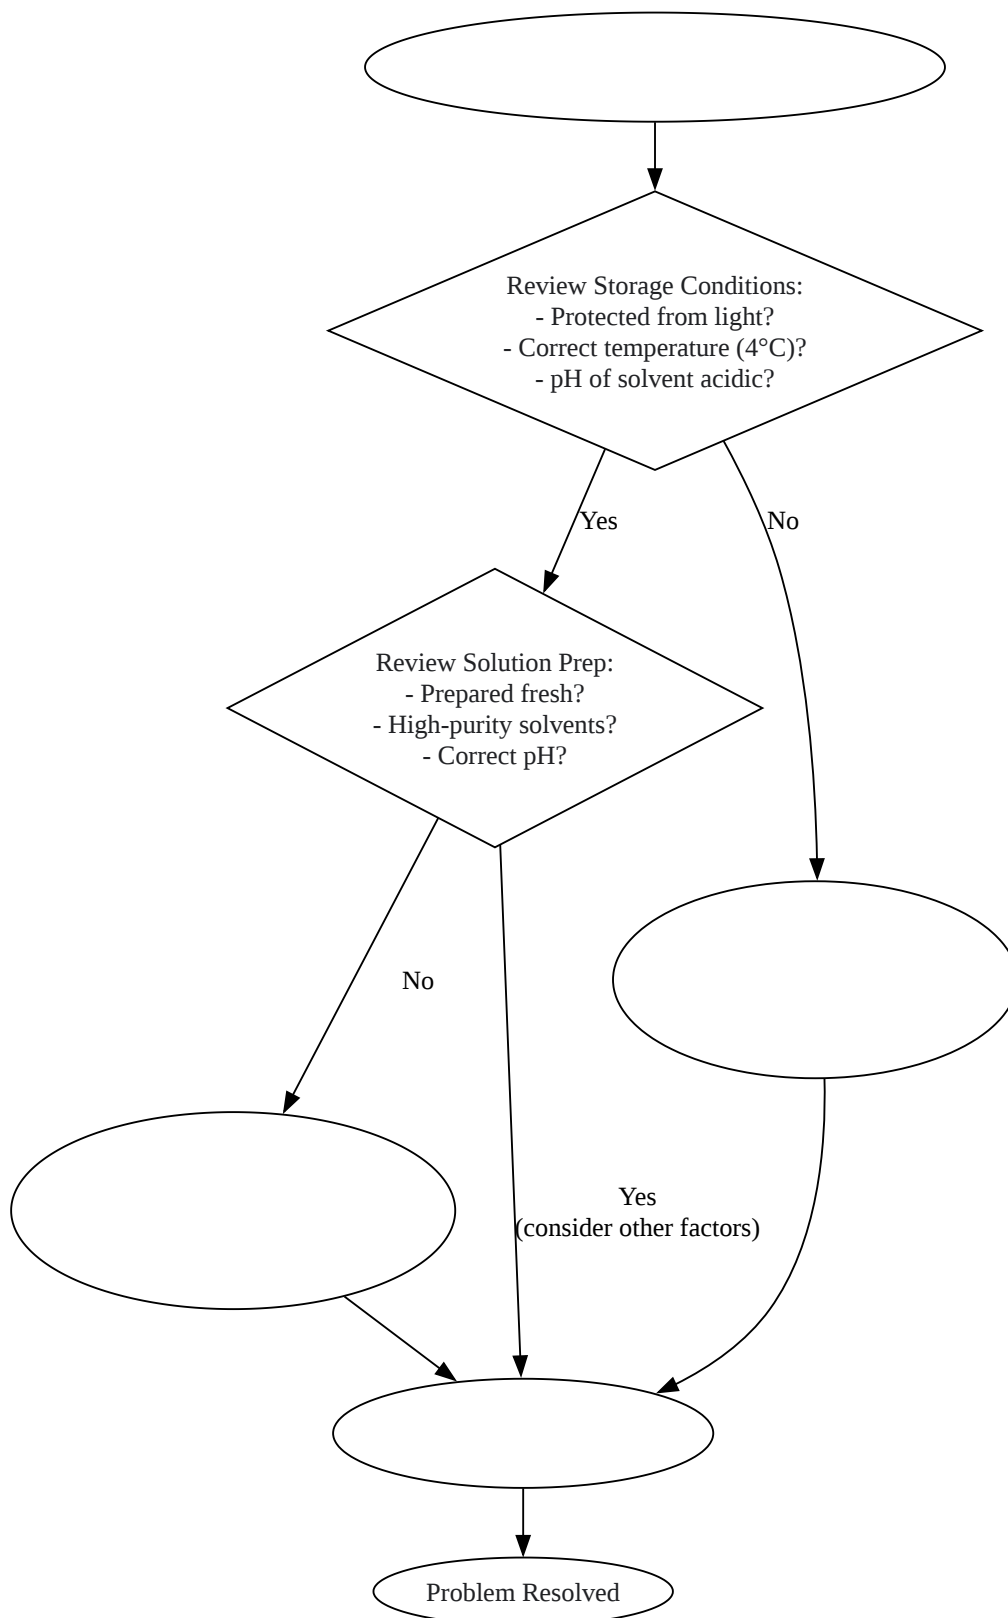 Review Storage Conditions:
- Protected from light?
- Correct temperature (4°C)?
- pH of solvent acidic?
Yes
No
Review Solution Prep:
- Prepared fresh?
- High-purity solvents?
- Correct pH?
No
Yes
(consider other factors)
Problem Resolved